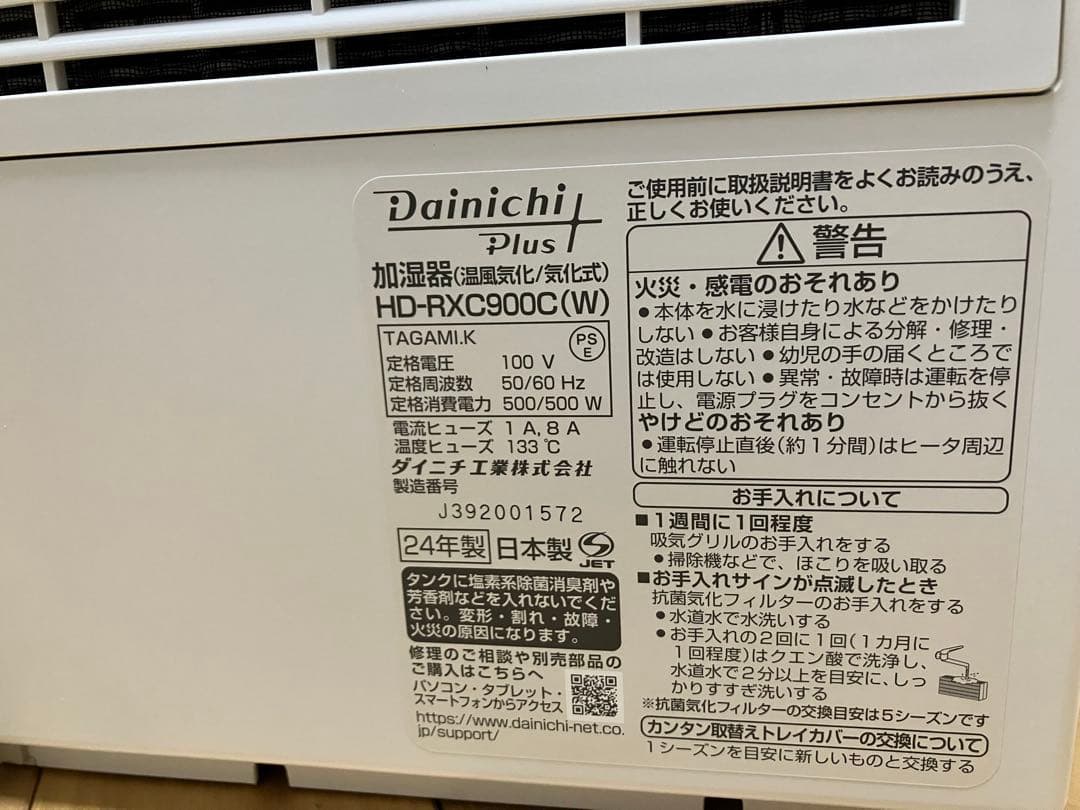 Dainichi
Plus
加湿器(温風気化/気化式)
HD-RXC900C(W)
TAGAMI.K
PS
E
定格電圧 100 V
定格周波数 50/60 Hz
定格消費電力 500/500 W
電流ヒューズ 1 A, 8 A
温度ヒューズ 133℃
ダイニチ工業株式会社
製造番号
J392001572
24年製 日本製
JET
タンクに塩素系除菌消臭剤や
芳香剤などを入れないでくだ
さい。変形・割れ・故障・
火災の原因になります。
修理のご相談や別売部品の
ご購入はこちらへ
パソコン・タブレット・
スマートフォンからアクセス
https://www.dainichi-net.co.
jp/support/
ご使用前に取扱説明書をよくお読みのうえ、
正しくお使いください。
警告
火災・感電のおそれあり
●本体を水に浸けたり水などをかけたり
しない ●お客様自身による分解・修理・
改造はしない ●幼児の手の届くところで
は使用しない ●異常・故障時は運転を停
止し、電源プラグをコンセントから抜く
やけどのおそれあり
●運転停止直後(約1分間)はヒータ周辺
に触れない
お手入れについて
■1週間に1回程度
吸気グリルのお手入れをする
●掃除機などで、ほこりを吸い取る
■お手入れサインが点滅したとき
抗菌気化フィルターのお手入れをする
●水道水で水洗いする
●お手入れの2回に1回(1カ月に
1回程度)はクエン酸で洗浄し、
水道水で2分以上を目安に、しっ
かりすすぎ洗いする
※抗菌気化フィルターの交換目安は5シーズンです
カンタン取替えトレイカバーの交換について
1シーズンを目安に新しいものと交換する